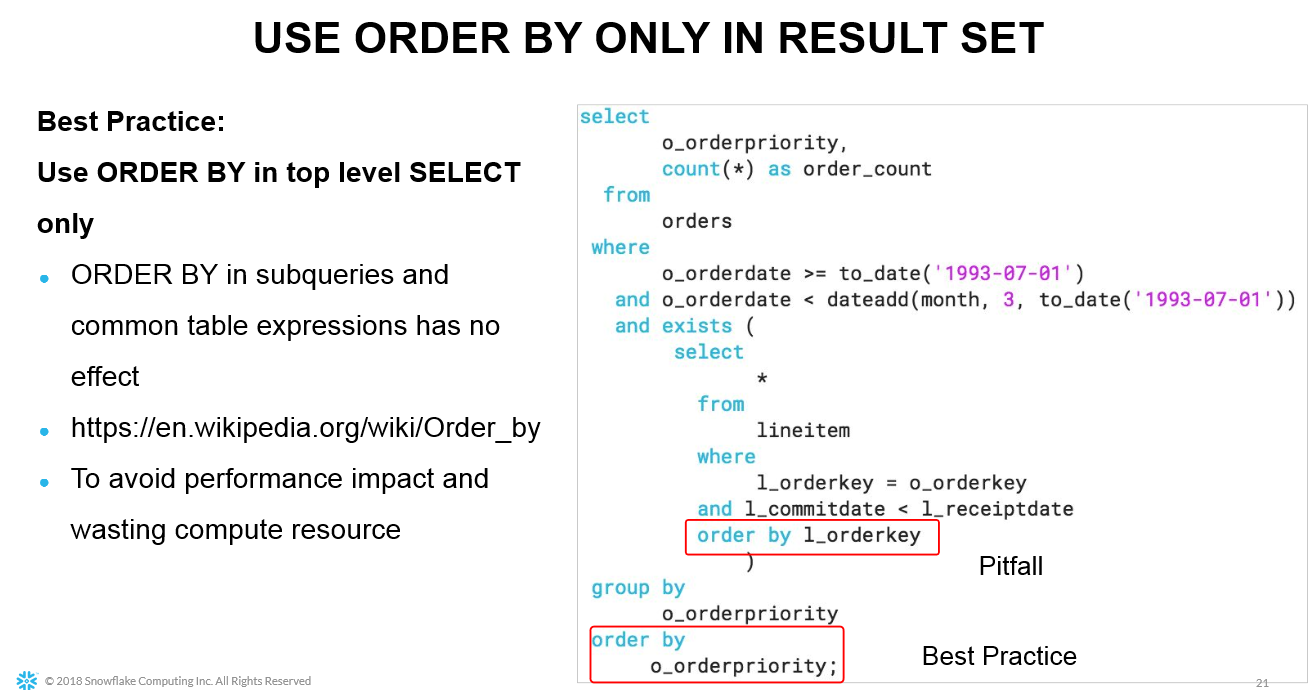 USE ORDER BY ONLY IN RESULT SET
Best Practice:
Use ORDER BY in top level SELECT
only
ORDER BY in subqueries and
common table expressions has no
effect
https://en.wikipedia.org/wiki/Order_by
To avoid performance impact and
wasting compute resource
select
o_orderpriority,
count(*) as order_count
from
orders
where
o_orderdate >= to_date('1993-07-01')
and o_orderdate < dateadd(month, 3, to_date('1993-07-01'))
and exists (
select
*
from
lineitem
where
l_orderkey = o_orderkey
and l_commitdate < l_receiptdate
order by l_orderkey
)
Pitfall
group by
o_orderpriority
order by
o_orderpriority;
Best Practice
© 2018 Snowflake Computing Inc. All Rights Reserved
21